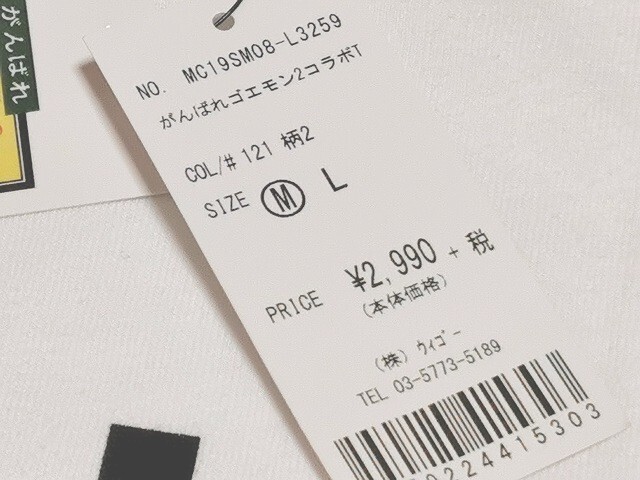 がんばれ
NO. MC19SM08-L3259
がんばれゴエモン2コラボT
COL/# 121 柄2
SIZE M L
PRICE ¥2,990 + 税
(本体価格)
(株) ウィゴー
TEL 03-5773-5189
0224415303